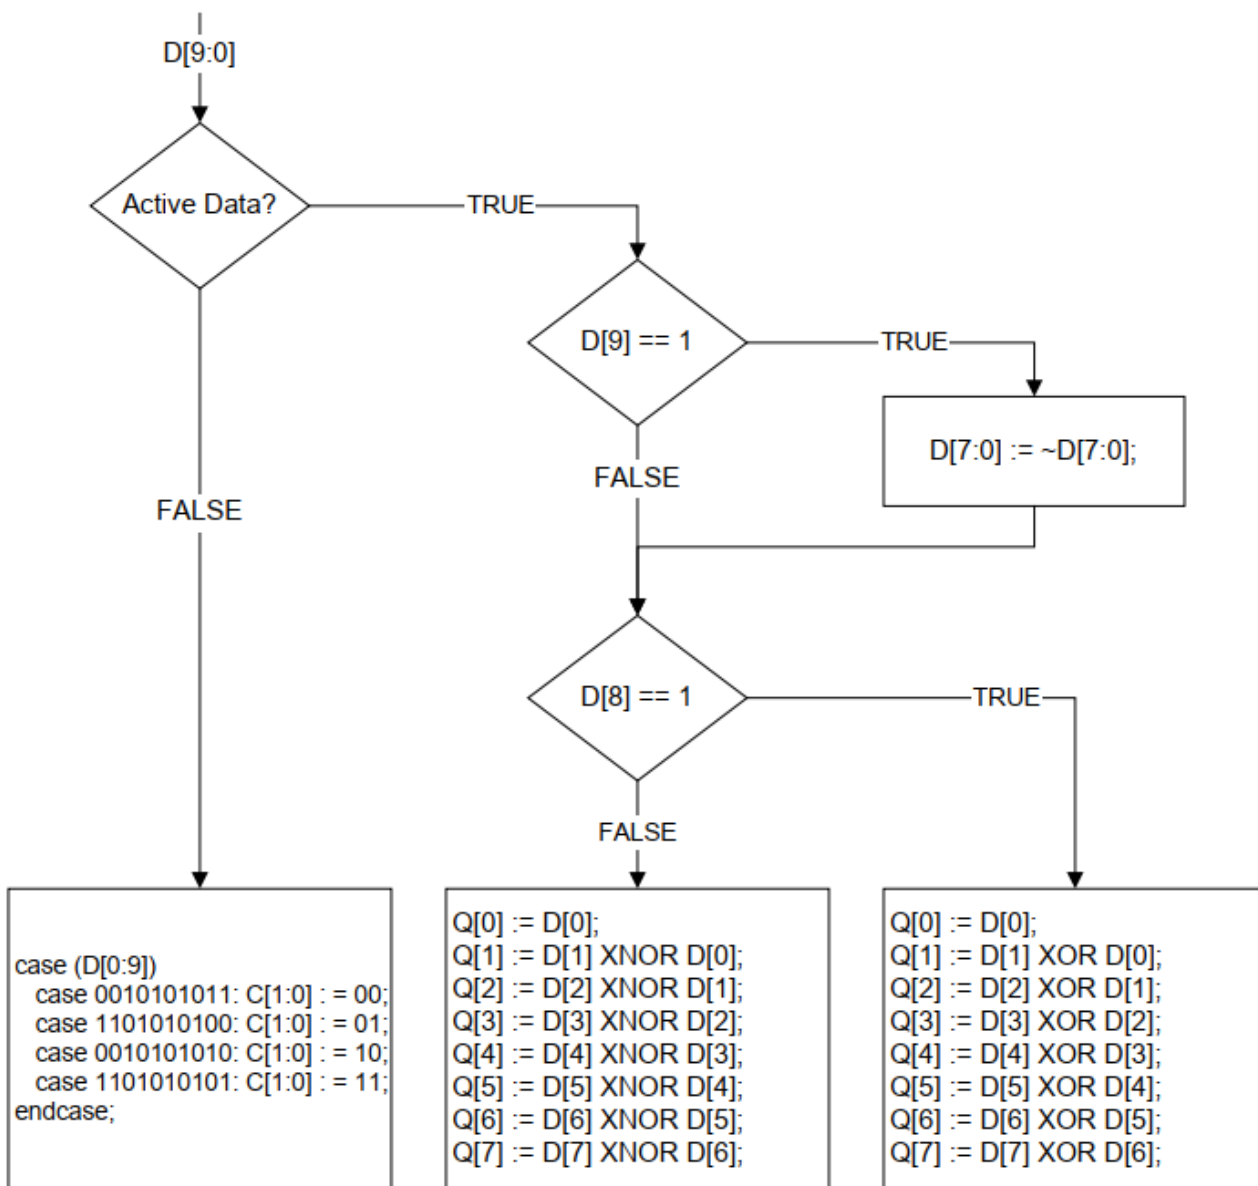 D[9:0]
Active Data?
TRUE
D[9] == 1
TRUE
D[7:0] := ~D[7:0];
FALSE
FALSE
D[8] == 1
TRUE
FALSE
case (D[0:9])
case 0010101011: C[1:0] : = 00;
case 1101010100: C[1:0] : = 01;
case 0010101010: C[1:0] : = 10;
case 1101010101: C[1:0] : = 11;
endcase;
Q[0] := D[0];
Q[1] := D[1] XNOR D[0];
Q[2] := D[2] XNOR D[1];
Q[3] := D[3] XNOR D[2];
Q[4] := D[4] XNOR D[3];
Q[5] := D[5] XNOR D[4];
Q[6] := D[6] XNOR D[5];
Q[7] := D[7] XNOR D[6];
Q[0] := D[0];
Q[1] := D[1] XOR D[0];
Q[2] := D[2] XOR D[1];
Q[3] := D[3] XOR D[2];
Q[4] := D[4] XOR D[3];
Q[5] := D[5] XOR D[4];
Q[6] := D[6] XOR D[5];
Q[7] := D[7] XOR D[6];